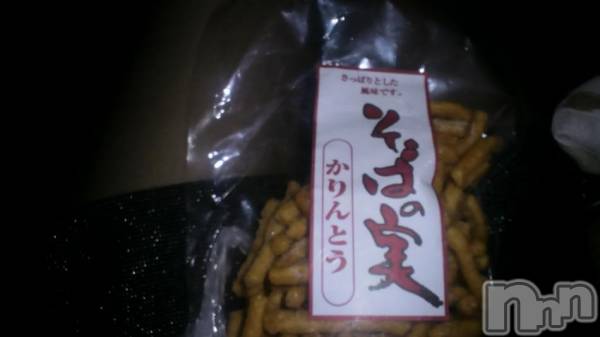 さっぱりとした
風味です。
そばの実
かりんとう
nnn